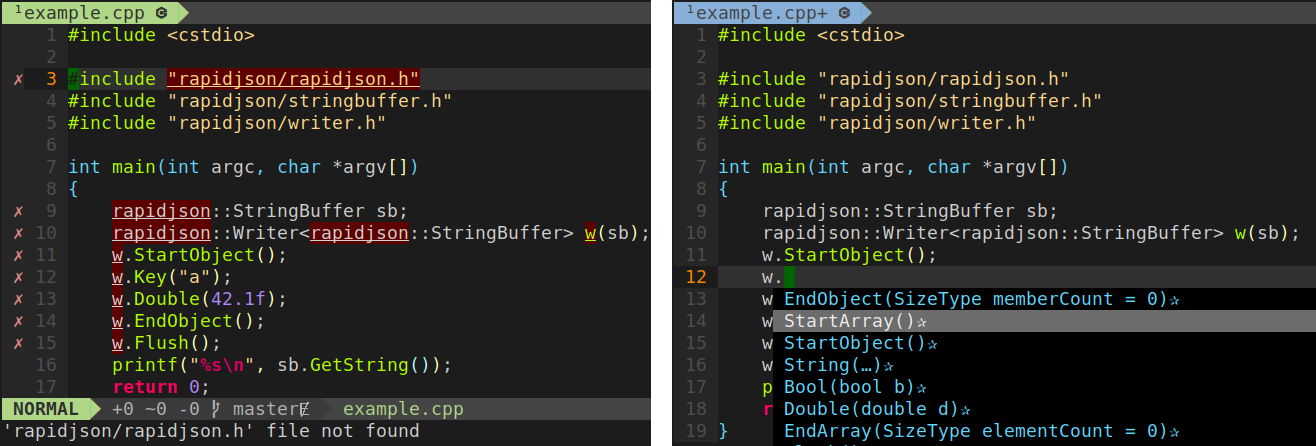 1example.cpp
1 #include <cstdio>
2
✗ 3 #include "rapidjson/rapidjson.h"
4 #include "rapidjson/stringbuffer.h"
5 #include "rapidjson/writer.h"
6
7 int main(int argc, char *argv[])
8 {
✗ 9 rapidjson::StringBuffer sb;
✗ 10 rapidjson::Writer<rapidjson::StringBuffer> w(sb);
✗ 11 w.StartObject();
✗ 12 w.Key("a");
✗ 13 w.Double(42.1f);
✗ 14 w.EndObject();
✗ 15 w.Flush();
16 printf("%s\n", sb.GetString());
17 return 0;
NORMAL +0 ~0 -0 master example.cpp
'rapidjson/rapidjson.h' file not found
1example.cpp+
1 #include <cstdio>
2
3 #include "rapidjson/rapidjson.h"
4 #include "rapidjson/stringbuffer.h"
5 #include "rapidjson/writer.h"
6
7 int main(int argc, char *argv[])
8 {
9 rapidjson::StringBuffer sb;
10 rapidjson::Writer<rapidjson::StringBuffer> w(sb);
11 w.StartObject();
12 w.
13 w EndObject(SizeType memberCount = 0)☆
14 w StartArray()☆
15 w StartObject()☆
16 w String(…)☆
17 p Bool(bool b)☆
18 r Double(double d)☆
19 } EndArray(SizeType elementCount = 0)☆